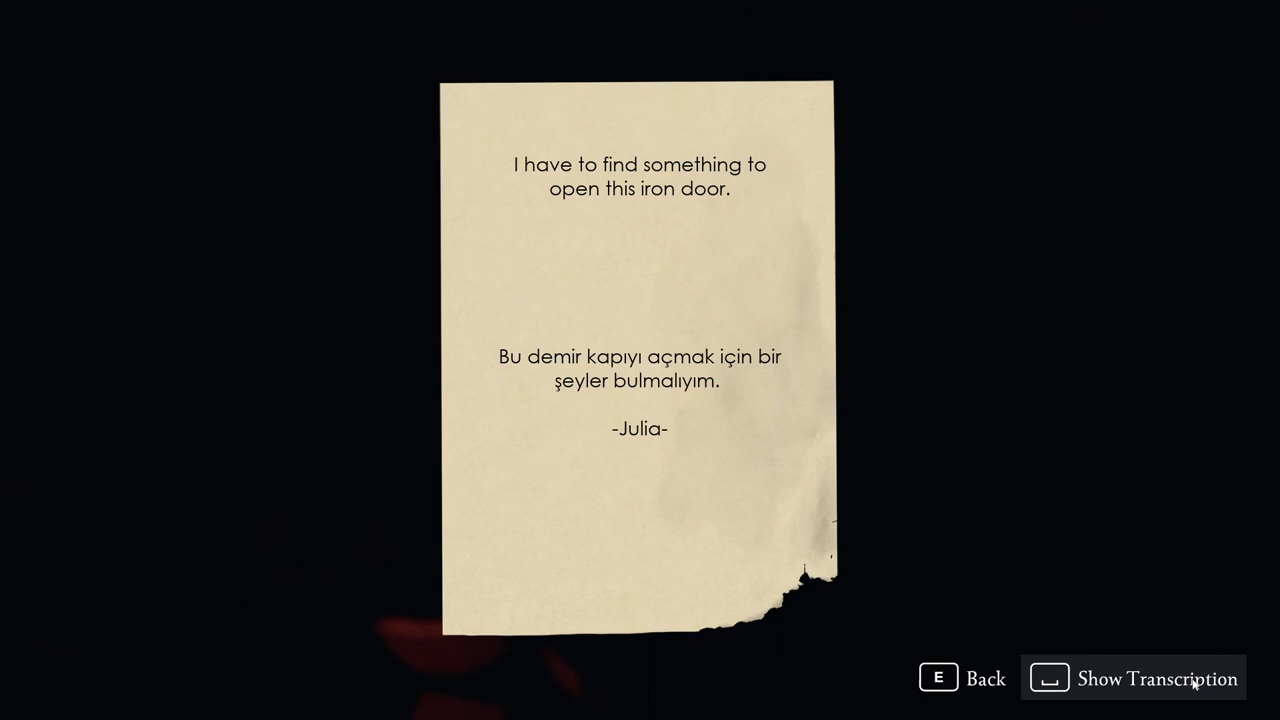 I have to find something to
open this iron door.
Bu demir kapıyı açmak için bir
şeyler bulmalıyım.
-Julia-
E Back
Show Transcription